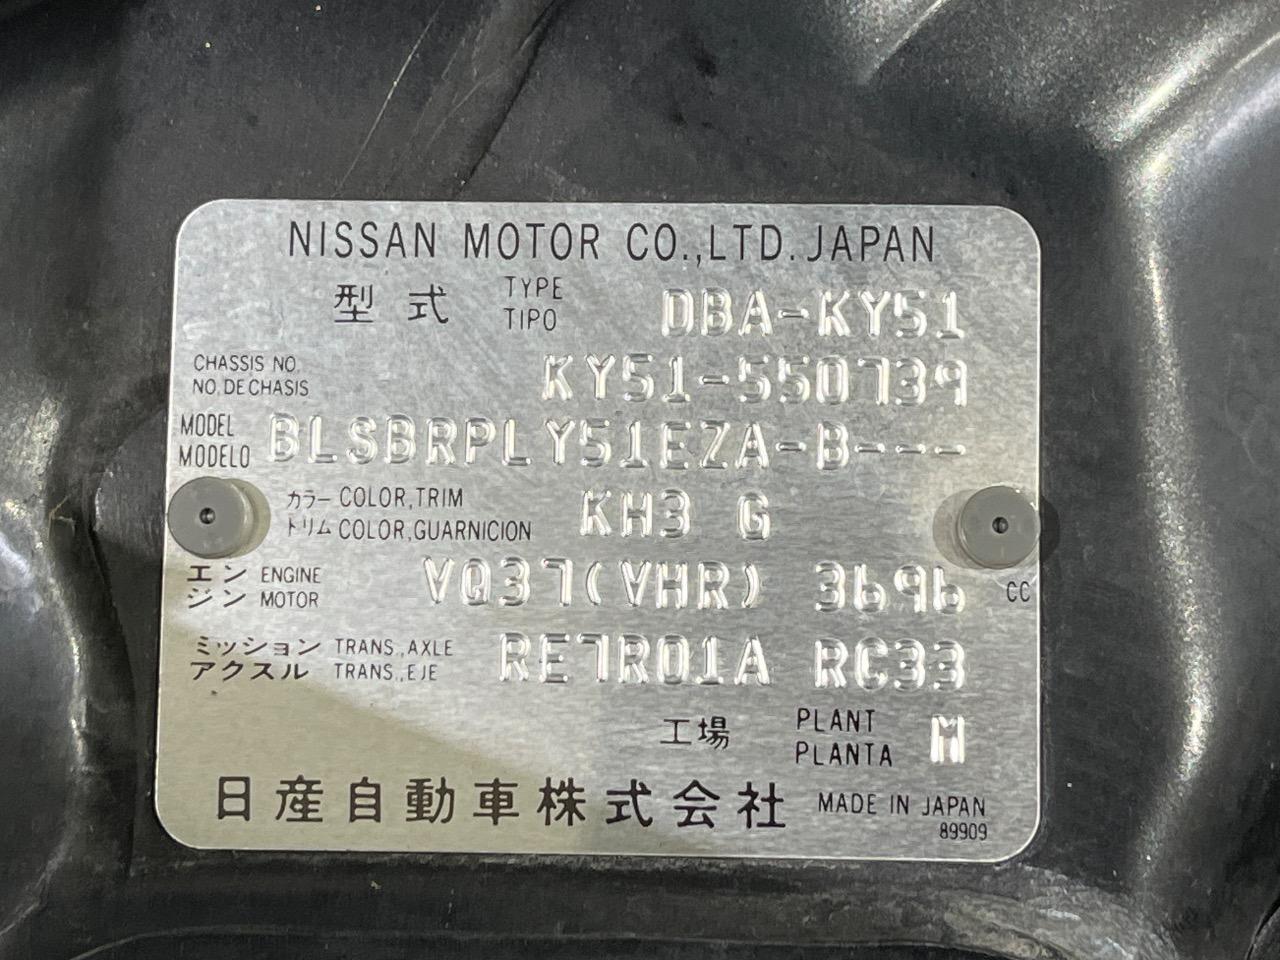 NISSAN MOTOR CO.,LTD. JAPAN
型式 TYPE DBA-KY51
TIPO
CHASSIS NO. KY51-550739
NO. DE CHASIS
MODEL BLSBRPLY51EZA-B----
MODELO
カラー COLOR,TRIM KH3 G
トリム COLOR,GUARNICION
エン ENGINE VQ37(VHR) 3696 CC
ジン MOTOR
ミッション TRANS.,AXLE RE7R01A RC33
アクスル TRANS.,EJE
工場 PLANT M
PLANTA
日産自動車株式会社 MADE IN JAPAN
89909